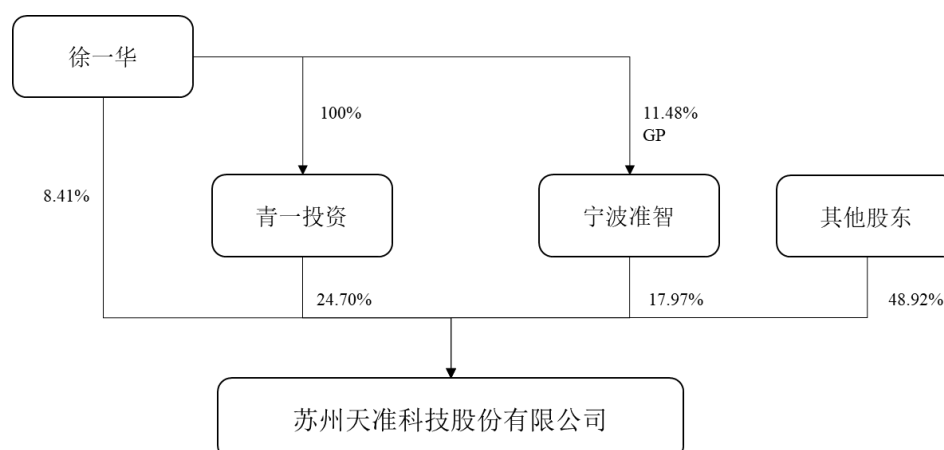 徐一华
100%
11.48%
GP
8.41%
青一投资
宁波准智
其他股东
24.70%
17.97%
48.92%
苏州天准科技股份有限公司